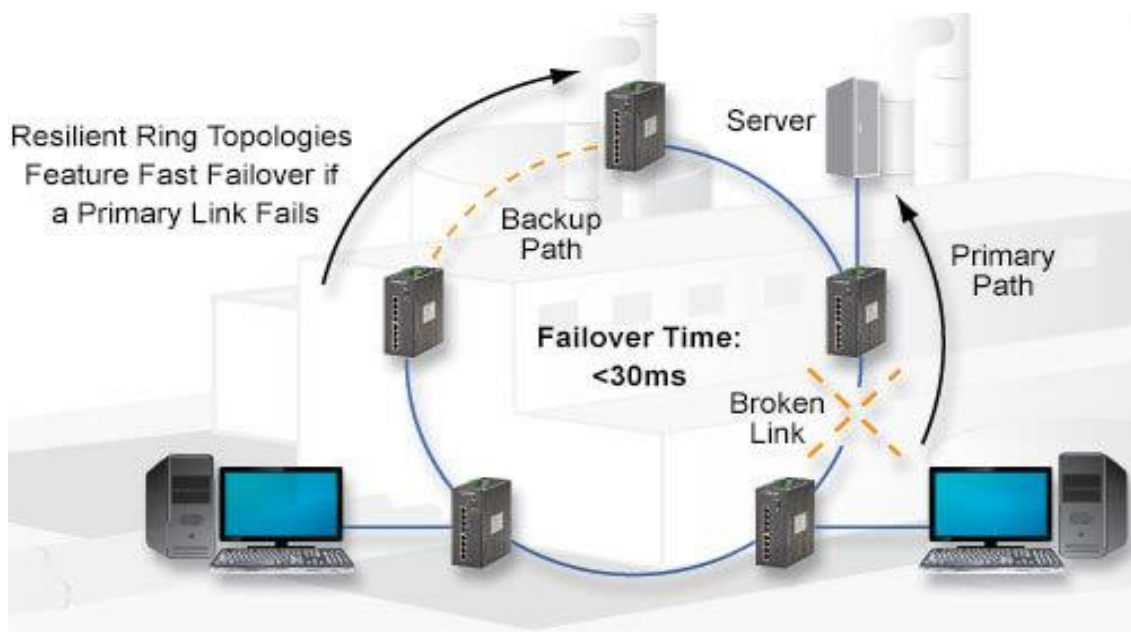 Resilient Ring Topologies
Feature Fast Failover if
a Primary Link Fails
Server
Backup
Path
Primary
Path
Failover Time:
<30ms
Broken
Link